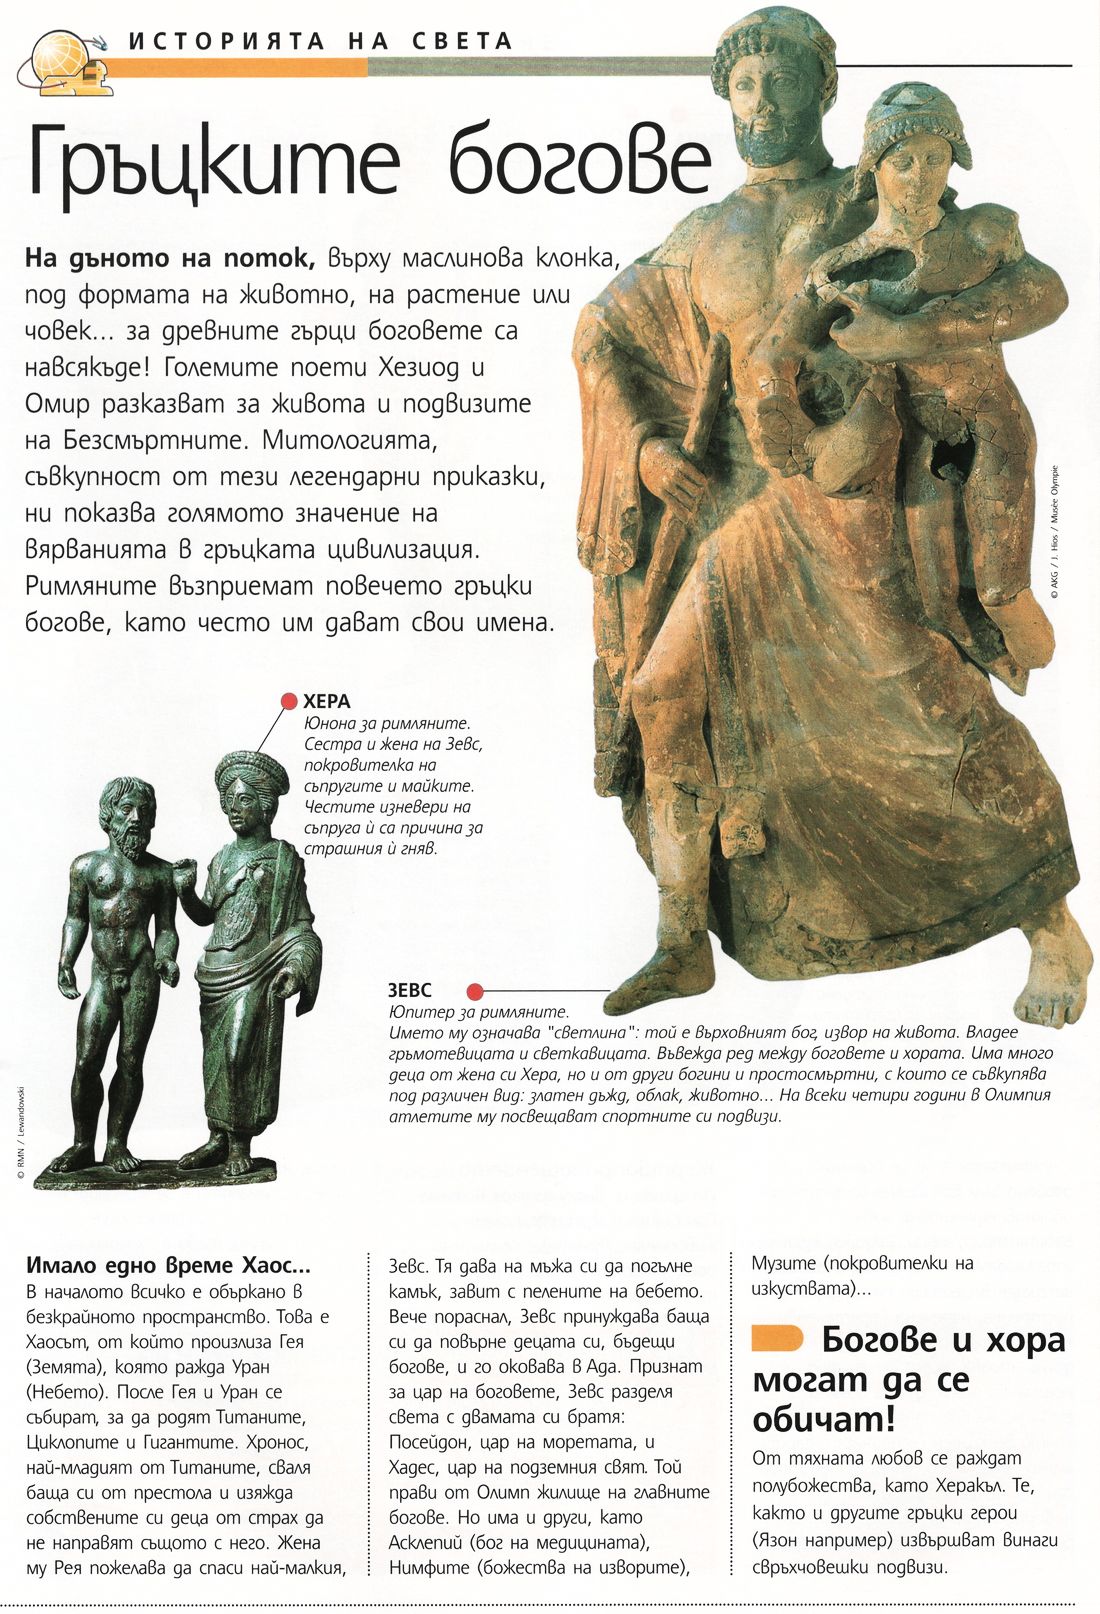 ИСТОРИЯТА НА СВЕТА
Гръцките богове
На дъното на поток, върху маслинова клонка,
под формата на животно, на растение или
човек... за древните гърци боговете са
навсякъде! Големите поети Хезиод и
Омир разказват за живота и подвизите
на Безсмъртните. Митологията,
съвкупност от тези легендарни приказки,
ни показва голямото значение на
вярванията в гръцката цивилизация.
Римляните възприемат повечето гръцки
богове, като често им дават свои имена.
© AKG / J. Hios / Musée Olympie
ХЕРА
Юнона за римляните.
Сестра и жена на Зевс,
покровителка на
съпругите и майките.
Честите изневери на
съпруга ѝ са причина за
страшния ѝ гняв.
© RMN / Lewandowski
ЗЕВС
Юпитер за римляните.
Името му означава "светлина": той е върховният бог, извор на живота. Владее
гръмотевицата и светкавицата. Въвежда ред между боговете и хората. Има много
деца от жена си Хера, но и от други богини и простосмъртни, с които се съвкупява
под различен вид: златен дъжд, облак, животно... На всеки четири години в Олимпия
атлетите му посвещават спортните си подвизи.
Имало едно време Хаос...
В началото всичко е объркано в
безкрайното пространство. Това е
Хаосът, от който произлиза Гея
(Земята), която ражда Уран
(Небето). После Гея и Уран се
събират, за да родят Титаните,
Циклопите и Гигантите. Хронос,
най-младият от Титаните, сваля
баща си от престола и изяжда
собствените си деца от страх да
не направят същото с него. Жена
му Рея пожелава да спаси най-малкия,
Зевс. Тя дава на мъжа си да погълне
камък, завит с пелените на бебето.
Вече пораснал, Зевс принуждава баща
си да повърне децата си, бъдещи
богове, и го оковава в Ада. Признат
за цар на боговете, Зевс разделя
света с двамата си братя:
Посейдон, цар на моретата, и
Хадес, цар на подземния свят. Той
прави от Олимп жилище на главните
богове. Но има и други, като
Асклепий (бог на медицината),
Нимфите (божества на изворите),
Музите (покровителки на
изкуствата)...
Богове и хора
могат да се
обичат!
От тяхната любов се раждат
полубожества, като Херакъл. Те,
както и другите гръцки герои
(Язон например) извършват винаги
свръхчовешки подвизи.